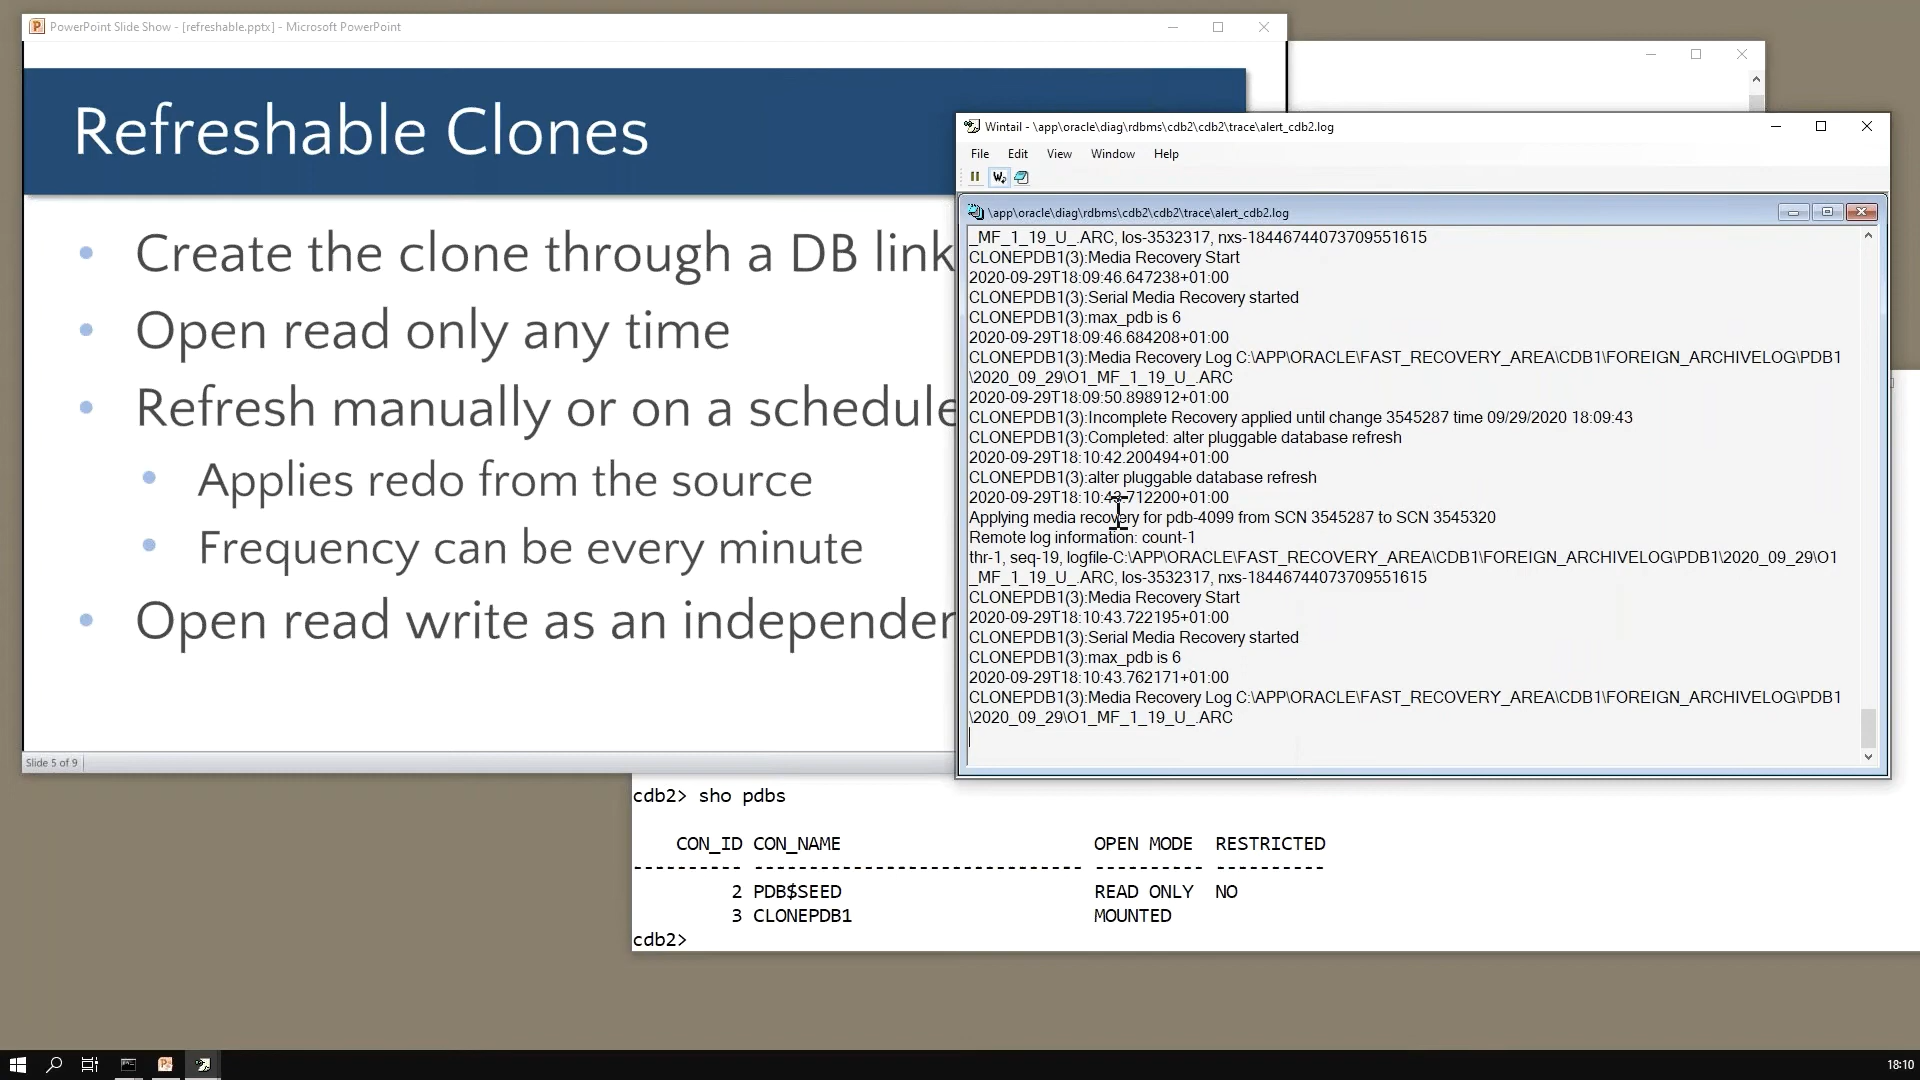 PowerPoint Slide Show - [refreshable.pptx] - Microsoft PowerPoint
Refreshable Clones
Create the clone through a DB link
Open read only any time
Refresh manually or on a schedule
Applies redo from the source
Frequency can be every minute
Open read write as an independen
Slide 5 of 9
Wintail - \app\oracle\diag\rdbms\cdb2\cdb2\trace\alert_cdb2.log
File Edit View Window Help
\app\oracle\diag\rdbms\cdb2\cdb2\trace\alert_cdb2.log
_MF_1_19_U_.ARC, los-3532317, nxs-18446744073709551615
CLONEPDB1(3):Media Recovery Start
2020-09-29T18:09:46.647238+01:00
CLONEPDB1(3):Serial Media Recovery started
CLONEPDB1(3):max_pdb is 6
2020-09-29T18:09:46.684208+01:00
CLONEPDB1(3):Media Recovery Log C:\APP\ORACLE\FAST_RECOVERY_AREA\CDB1\FOREIGN_ARCHIVELOG\PDB1
\2020_09_29\O1_MF_1_19_U_.ARC
2020-09-29T18:09:50.898912+01:00
CLONEPDB1(3):Incomplete Recovery applied until change 3545287 time 09/29/2020 18:09:43
CLONEPDB1(3):Completed: alter pluggable database refresh
2020-09-29T18:10:42.200494+01:00
CLONEPDB1(3):alter pluggable database refresh
2020-09-29T18:10:43.712200+01:00
Applying media recovery for pdb-4099 from SCN 3545287 to SCN 3545320
Remote log information: count-1
thr-1, seq-19, logfile-C:\APP\ORACLE\FAST_RECOVERY_AREA\CDB1\FOREIGN_ARCHIVELOG\PDB1\2020_09_29\O1
_MF_1_19_U_.ARC, los-3532317, nxs-18446744073709551615
CLONEPDB1(3):Media Recovery Start
2020-09-29T18:10:43.722195+01:00
CLONEPDB1(3):Serial Media Recovery started
CLONEPDB1(3):max_pdb is 6
2020-09-29T18:10:43.762171+01:00
CLONEPDB1(3):Media Recovery Log C:\APP\ORACLE\FAST_RECOVERY_AREA\CDB1\FOREIGN_ARCHIVELOG\PDB1
\2020_09_29\O1_MF_1_19_U_.ARC
cdb2> sho pdbs
CON_ID CON_NAME OPEN MODE RESTRICTED
---------- ------------------------------ ---------- ----------
2 PDB$SEED READ ONLY NO
3 CLONEPDB1 MOUNTED
cdb2>
18:10